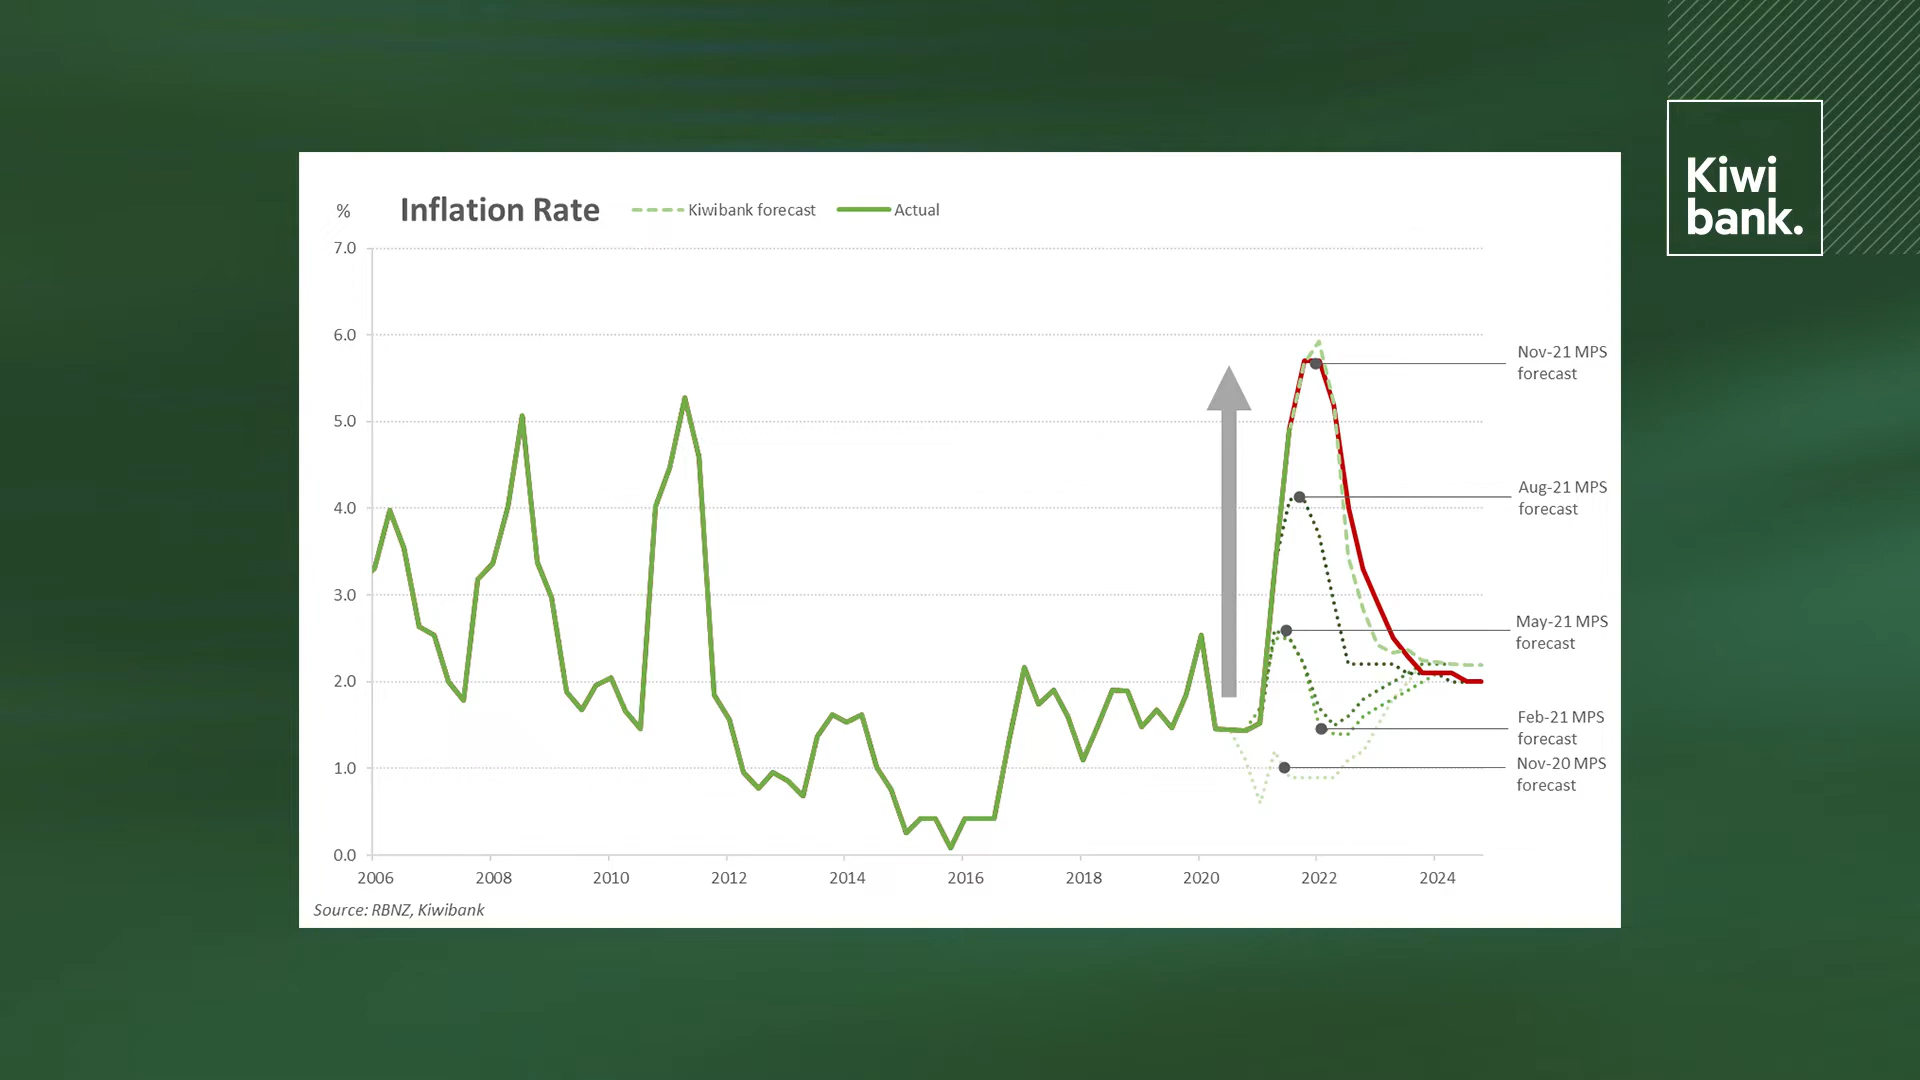 Kiwi
bank.
% Inflation Rate Kiwibank forecast Actual
7.0
6.0
5.0
4.0
3.0
2.0
1.0
0.0
Nov-21 MPS
forecast
Aug-21 MPS
forecast
May-21 MPS
forecast
Feb-21 MPS
forecast
Nov-20 MPS
forecast
2006 2008 2010 2012 2014 2016 2018 2020 2022 2024
Source: RBNZ, Kiwibank